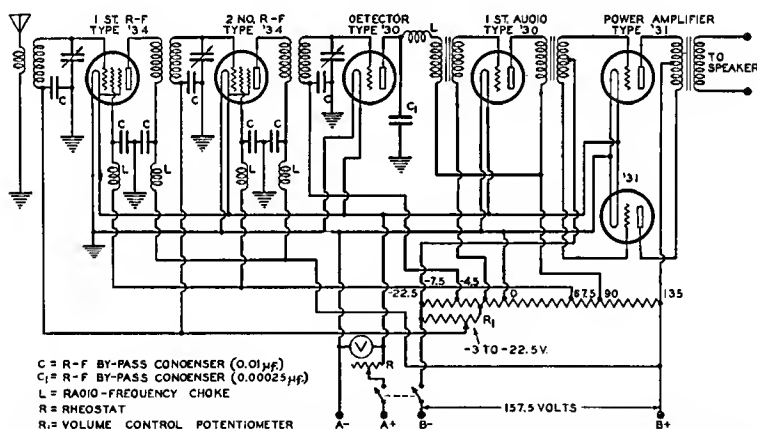 1 ST. R-F
TYPE '34
2 ND. R-F
TYPE '34
DETECTOR
TYPE '30
L
1 ST. AUDIO
TYPE '30
POWER AMPLIFIER
TYPE '31
TO
SPEAKER
C
C
C
C₁
C
C
C
C
L
L
L
L
'31
-22.5
-7.5
-4.5
0
67.5
90
135
R₁
-3 TO -22.5 V.
V
R
C = R-F BY-PASS CONDENSER (0.01µf.)
C₁ = R-F BY-PASS CONDENSER (0.00025µf.)
L = RADIO-FREQUENCY CHOKE
R = RHEOSTAT
R₁ = VOLUME CONTROL POTENTIOMETER
157.5 VOLTS
A-
A+
B-
B+